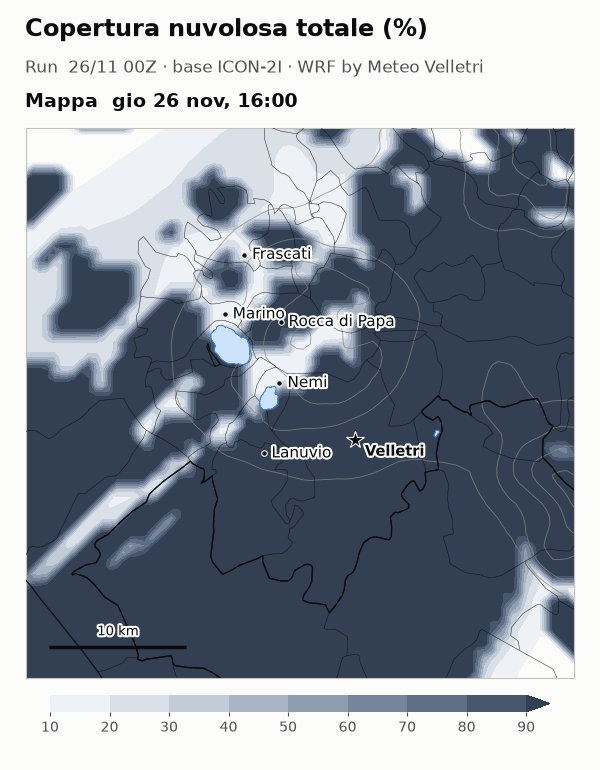 Copertura nuvolosa totale (%)
Run  26/11 00Z · base ICON-2I · WRF by Meteo Velletri
Mappa  gio 26 nov, 16:00
Frascati
Marino
Rocca di Papa
Nemi
Velletri
Lanuvio
10 km
10 20 30 40 50 60 70 80 90